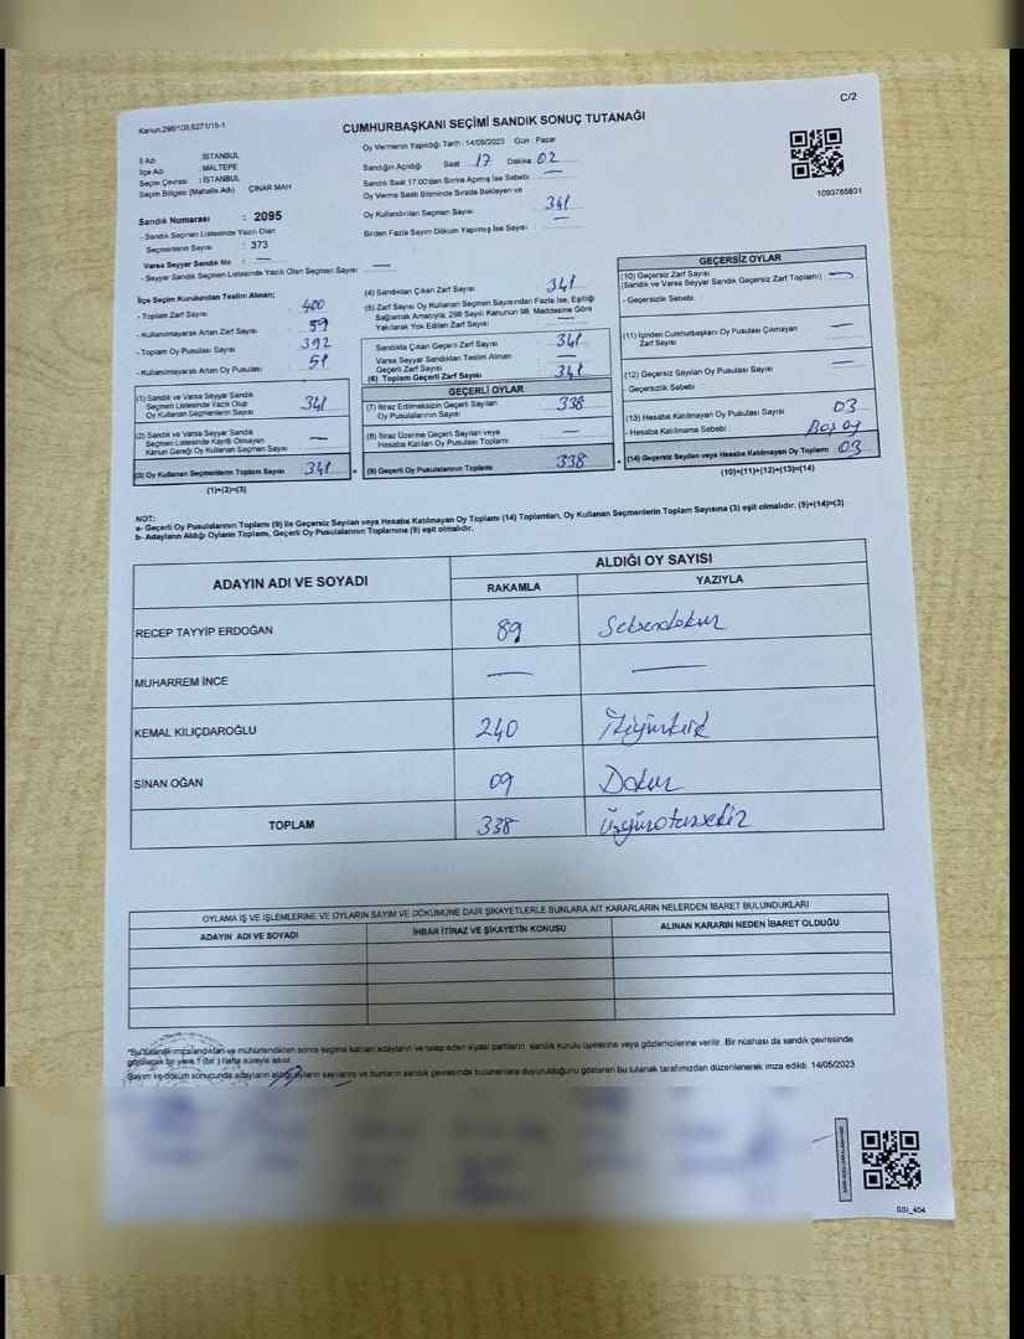 C/2
Kanun:298/103,6271/19-1
CUMHURBAŞKANI SEÇİMİ SANDIK SONUÇ TUTANAĞI
İl Adı : İSTANBUL
İlçe Adı : MALTEPE
Seçim Çevresi : İSTANBUL
Seçim Bölgesi (Mahalle Adı) ÇINAR MAH
Sandık Numarası : 2095
- Sandık Seçmen Listesinde Yazılı Olan
Seçmenlerin Sayısı : 373
Varsa Seyyar Sandık No : —
- Seyyar Sandık Seçmen Listesinde Yazılı Olan Seçmen Sayısı —
Oy Vermenin Yapıldığı Tarih : 14/05/2023 Gün : Pazar
Sandığın Açıldığı Saat 17 Dakika 02
Sandık Saat 17.00'dan Sonra Açılmış İse Sebebi : —
Oy Verme Saati Bitiminde Sırada Bekleyen ve
Oy Kullandırılan Seçmen Sayısı 341
Birden Fazla Sayım Döküm Yapılmış İse Sayısı : —
1093765831
İlçe Seçim Kurulundan Teslim Alınan;
- Toplam Zarf Sayısı 400
- Kullanılmayarak Artan Zarf Sayısı 59
- Toplam Oy Pusulası Sayısı 392
- Kullanılmayarak Artan Oy Pusulası 51
(1) Sandık ve Varsa Seyyar Sandık
Seçmen Listesinde Yazılı Olup
Oy Kullanan Seçmenlerin Sayısı 341
(2) Sandık ve Varsa Seyyar Sandık
Seçmen Listesinde Kayıtlı Olmayan
Kanun Gereği Oy Kullanan Seçmen Sayısı —
(3) Oy Kullanan Seçmenlerin Toplam Sayısı 341
(1)+(2)=(3)
(4) Sandıktan Çıkan Zarf Sayısı 341
(5) Zarf Sayısı Oy Kullanan Seçmen Sayısından Fazla İse, Eşitliği
Sağlamak Amacıyla, 298 Sayılı Kanunun 98. Maddesine Göre
Yakılarak Yok Edilen Zarf Sayısı —
Sandıkta Çıkan Geçerli Zarf Sayısı 341
Varsa Seyyar Sandıktan Teslim Alınan
Geçerli Zarf Sayısı —
(6) Toplam Geçerli Zarf Sayısı 341
GEÇERLİ OYLAR
(7) İtiraz Edilmeksizin Geçerli Sayılan
Oy Pusulalarının Sayısı 338
(8) İtiraz Üzerine Geçerli Sayılan veya
Hesaba Katılan Oy Pusulası Toplamı —
(9) Geçerli Oy Pusulalarının Toplamı 338
GEÇERSİZ OYLAR
(10) Geçersiz Zarf Sayısı
(Sandık ve Varsa Seyyar Sandık Geçersiz Zarf Toplamı) —
- Geçersizlik Sebebi :
(11) İçinden Cumhurbaşkanı Oy Pusulası Çıkmayan
Zarf Sayısı —
(12) Geçersiz Sayılan Oy Pusulası Sayısı —
- Geçersizlik Sebebi :
(13) Hesaba Katılmayan Oy Pusulası Sayısı 03
- Hesaba Katılmama Sebebi : Boş oy
(14) Geçersiz Sayılan veya Hesaba Katılmayan Oy Toplamı 03
(10)+(11)+(12)+(13)=(14)
NOT:
a- Geçerli Oy Pusulalarının Toplamı (9) ile Geçersiz Sayılan veya Hesaba Katılmayan Oy Toplamı (14) Toplamları, Oy Kullanan Seçmenlerin Toplam Sayısına (3) eşit olmalıdır. (9)+(14)=(3)
b- Adayların Aldığı Oyların Toplamı, Geçerli Oy Pusulalarının Toplamına (9) eşit olmalıdır.
ADAYIN ADI VE SOYADI
ALDIĞI OY SAYISI
RAKAMLA YAZIYLA
RECEP TAYYİP ERDOĞAN 89 Seksendokuz
MUHARREM İNCE — —
KEMAL KILIÇDAROĞLU 240 İkiyüzkırk
SİNAN OĞAN 09 Dokuz
TOPLAM 338 Üçyüzotuzsekiz
OYLAMA İŞ VE İŞLEMLERİNE VE OYLARIN SAYIM VE DÖKÜMÜNE DAİR ŞİKAYETLERLE BUNLARA AİT KARARLARIN NELERDEN İBARET BULUNDUKLARI
ADAYIN ADI VE SOYADI İHBAR İTİRAZ VE ŞİKAYETİN KONUSU ALINAN KARARIN NEDEN İBARET OLDUĞU
*Bu tutanak imzalandıktan ve mühürlendikten sonra seçime katılan adayların ve talep eden siyasi partilerin sandık kurulu üyelerine veya gözlemcilerine verilir. Bir nüshası da sandık çevresinde
görülecek bir yere 1 (bir) hafta süreyle asılır.
Sayım ve döküm sonucunda adayların aldığı oyların sayılarını ve bunların sandık çevresinde bulunanlara duyurulduğunu gösteren bu tutanak tarafımızdan düzenlenerek imza edildi. 14/05/2023
SSI_404